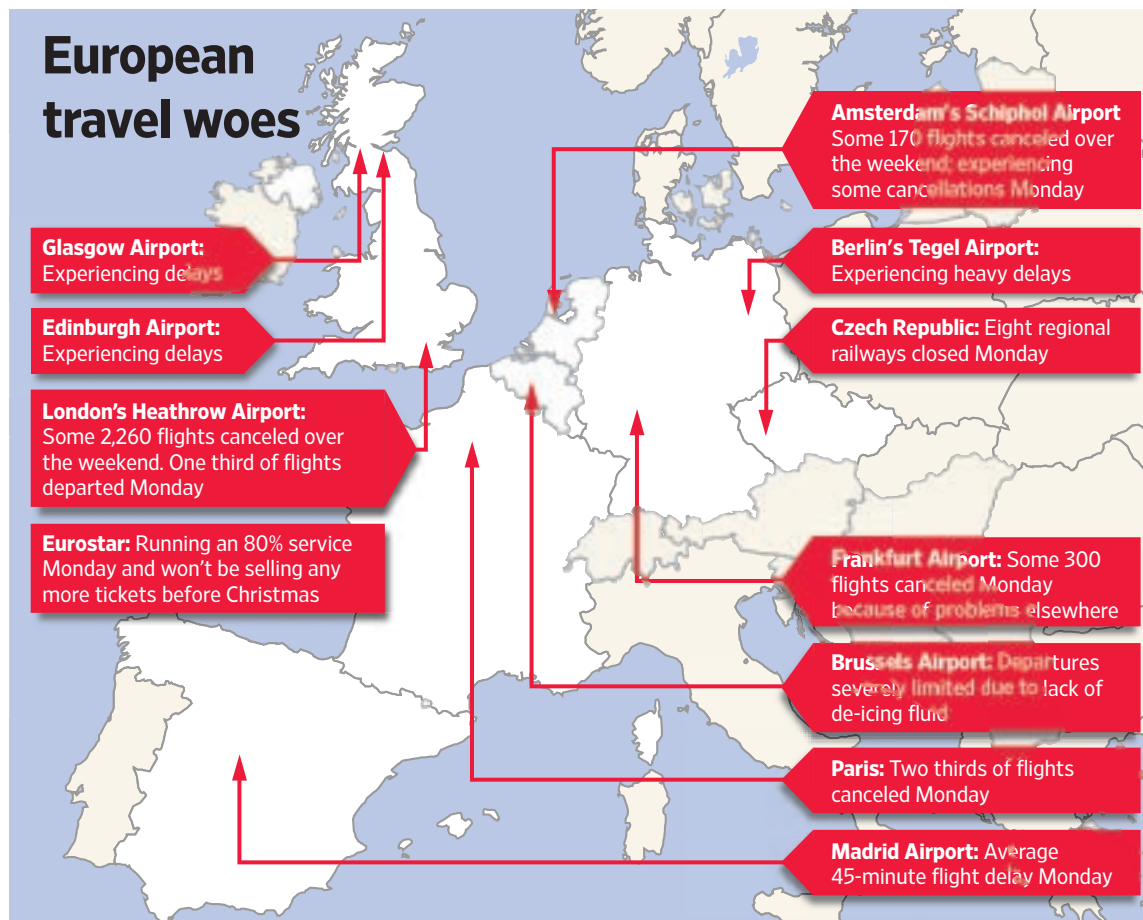 European
travel woes
Glasgow Airport:
Experiencing delays
Edinburgh Airport:
Experiencing delays
London's Heathrow Airport:
Some 2,260 flights canceled over
the weekend. One third of flights
departed Monday
Eurostar: Running an 80% service
Monday and won't be selling any
more tickets before Christmas
Amsterdam's Schiphol Airport
Some 170 flights canceled over
the weekend; experiencing
some cancellations Monday
Berlin's Tegel Airport:
Experiencing heavy delays
Czech Republic: Eight regional
railways closed Monday
Frankfurt Airport: Some 300
flights canceled Monday
because of problems elsewhere
Brussels Airport: Departures
severely limited due to lack of
de-icing fluid
Paris: Two thirds of flights
canceled Monday
Madrid Airport: Average
45-minute flight delay Monday